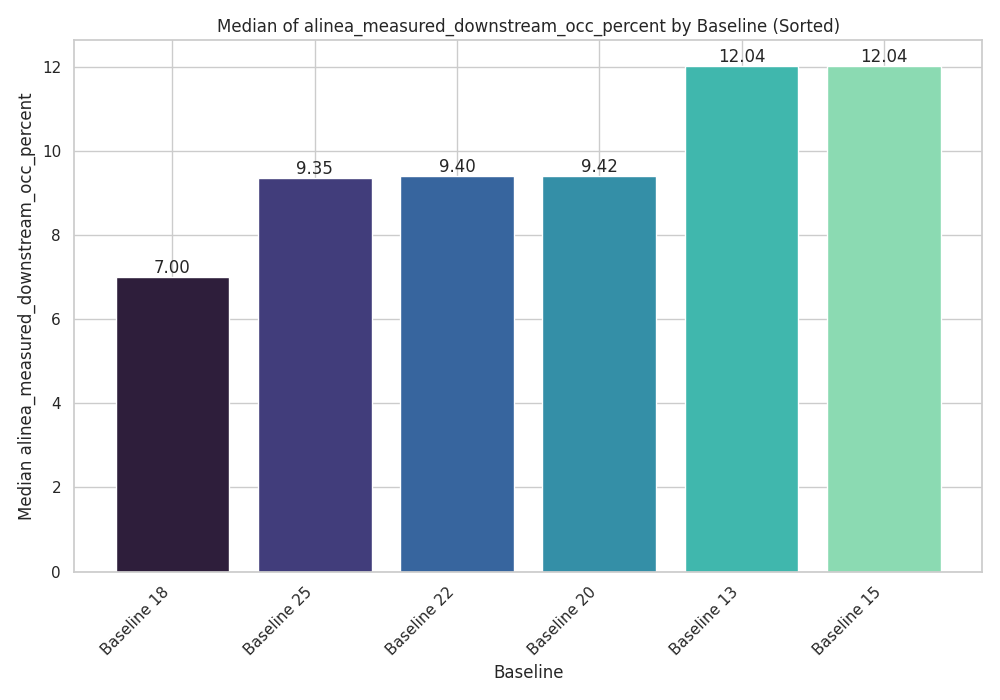 Median of alinea_measured_downstream_occ_percent by Baseline (Sorted)
Median alinea_measured_downstream_occ_percent
12
10
8
6
4
2
0
7.00
9.35
9.40
9.42
12.04
12.04
Baseline 18
Baseline 25
Baseline 22
Baseline 20
Baseline 13
Baseline 15
Baseline